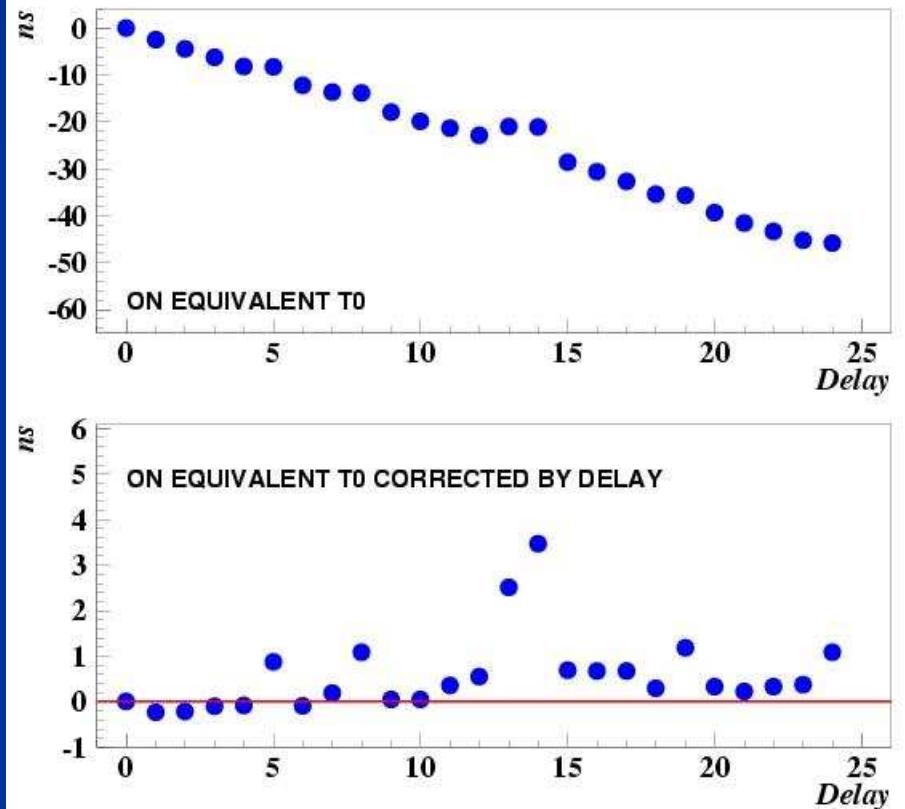 ns
0
-10
-20
-30
-40
-50
-60
ON EQUIVALENT T0
0 5 10 15 20 25
Delay
ns
6
5
4
3
2
1
0
-1
ON EQUIVALENT T0 CORRECTED BY DELAY
0 5 10 15 20 25
Delay